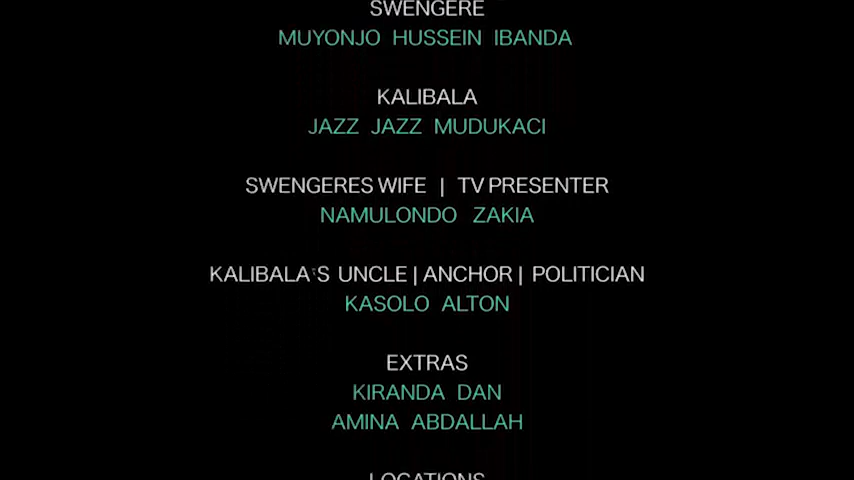 SWENGERE
MUYONJO HUSSEIN IBANDA
KALIBALA
JAZZ JAZZ MUDUKACI
SWENGERES WIFE | TV PRESENTER
NAMULONDO ZAKIA
KALIBALA'S UNCLE | ANCHOR | POLITICIAN
KASOLO ALTON
EXTRAS
KIRANDA DAN
AMINA ABDALLAH
LOCATIONS